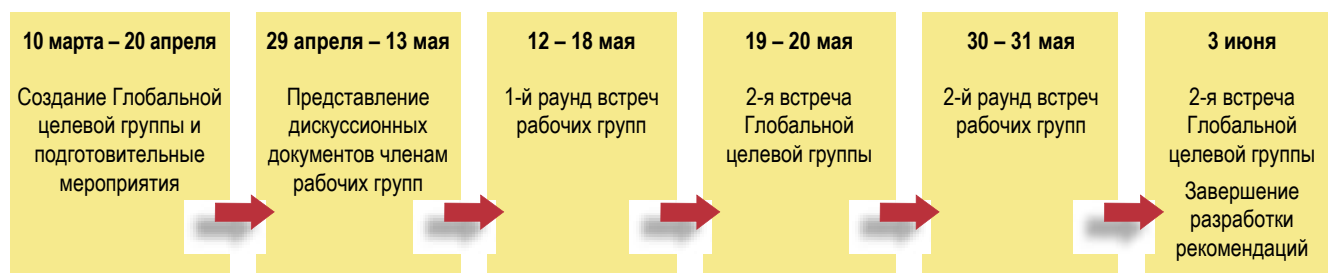 10 марта – 20 апреля
Создание Глобальной
целевой группы и
подготовительные
мероприятия
29 апреля – 13 мая
Представление
дискуссионных
документов членам
рабочих групп
12 – 18 мая
1-й раунд встреч
рабочих групп
19 – 20 мая
2-я встреча
Глобальной
целевой группы
30 – 31 мая
2-й раунд встреч
рабочих групп
3 июня
2-я встреча
Глобальной
целевой группы
Завершение
разработки
рекомендаций